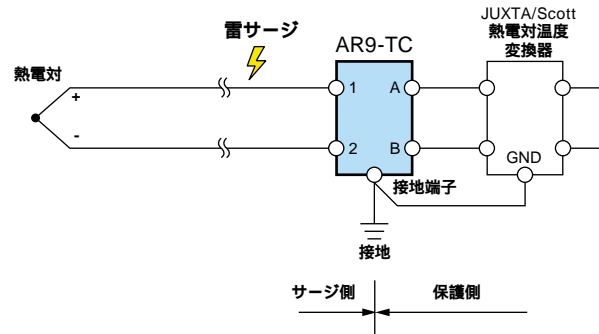 JUXTA/Scott
熱電対温度
変換器
雷サージ
AR9-TC
熱電対
+
-
1
A
2
B
GND
接地端子
接地
サージ側
保護側